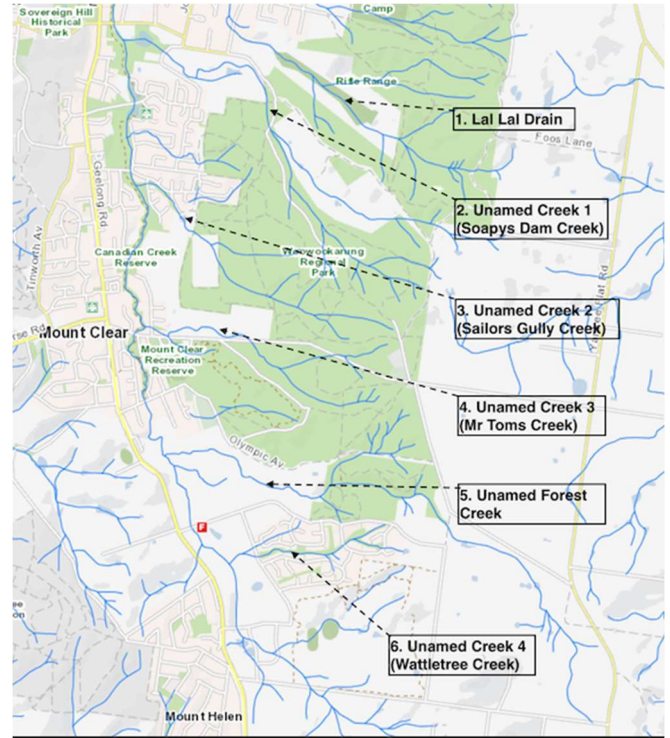 Sovereign Hill
Historical
Park
Camp
Rifle Range
1. Lal Lal Drain
Foos Lane
Geelong Rd
2. Unamed Creek 1
(Soapys Dam Creek)
Tinworth Av
Canadian Creek
Reserve
Woowookarung
Regional
Park
3. Unamed Creek 2
(Sailors Gully Creek)
Rd
Mount Clear
Mount Clear
Recreation
Reserve
4. Unamed Creek 3
(Mr Toms Creek)
Olympic Av
5. Unamed Forest
Creek
F
6. Unamed Creek 4
(Wattletree Creek)
Mount Helen